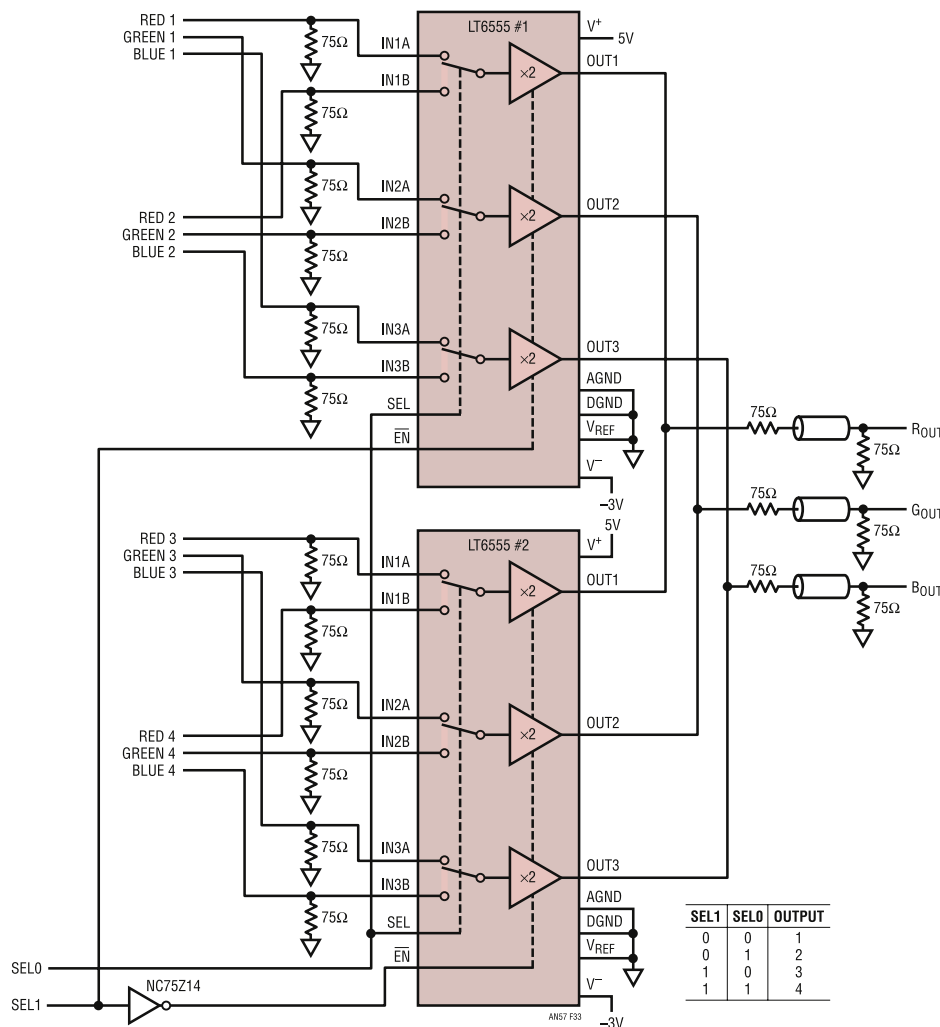 RED 1
GREEN 1
BLUE 1
75Ω
IN1A
LT6555 #1
V+
5V
×2
OUT1
IN1B
75Ω
75Ω
IN2A
×2
OUT2
IN2B
RED 2
GREEN 2
BLUE 2
75Ω
75Ω
IN3A
×2
OUT3
IN3B
75Ω
SEL
EN
AGND
DGND
VREF
V–
–3V
75Ω
ROUT
75Ω
75Ω
GOUT
75Ω
75Ω
BOUT
75Ω
RED 3
GREEN 3
BLUE 3
75Ω
IN1A
LT6555 #2
5V
V+
×2
OUT1
IN1B
75Ω
75Ω
IN2A
×2
OUT2
IN2B
RED 4
GREEN 4
BLUE 4
75Ω
75Ω
IN3A
×2
OUT3
IN3B
75Ω
SEL
EN
AGND
DGND
VREF
V–
–3V
SEL0
SEL1
NC75Z14
AN57 F33
SEL1 SEL0 OUTPUT
0 0 1
0 1 2
1 0 3
1 1 4